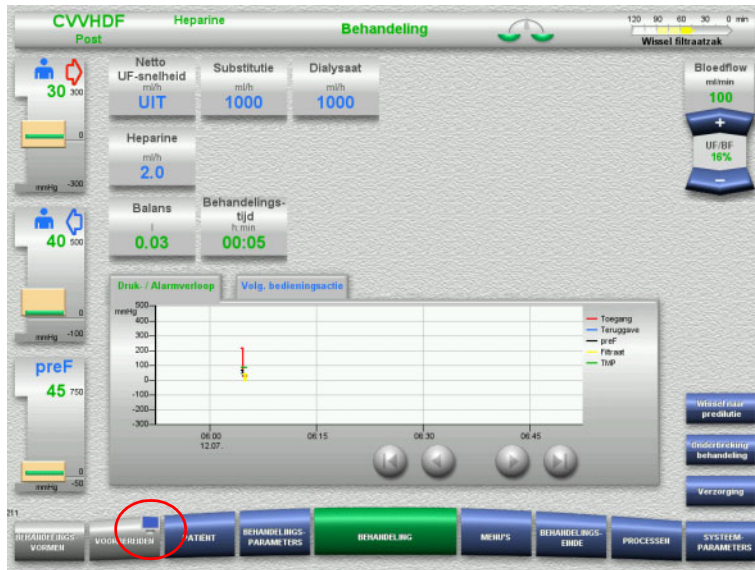 CVVHDF
Post
Heparine
Behandeling
120 90 60 30 0 min
Wissel filtraatzak
30
300
0
mmHg -300
Netto
UF-snelheid
ml/h
UIT
Substitutie
ml/h
1000
Dialysaat
ml/h
1000
Bloedflow
ml/min
100
+
UF/BF
16%
–
Heparine
ml/h
2.0
Balans
l
0.03
Behandelings-
tijd
h:min
00:05
40
500
0
mmHg -100
preF
45
750
0
mmHg -50
Druk- / Alarmverloop
Volg. bedieningsactie
mmHg
500
400
300
200
100
0
-100
-200
-300
06:00
12.07.
06:15
06:30
06:45
Toegang
Teruggave
preF
Filtraat
TMP
Wissel naar
predilutie
Onderbreking
behandeling
Verzorging
211
BEHANDELINGS-
VORMEN
VOORBEREIDEN
PATIËNT
BEHANDELINGS-
PARAMETERS
BEHANDELING
MENU'S
BEHANDELINGS-
EINDE
PROCESSEN
SYSTEEM-
PARAMETERS